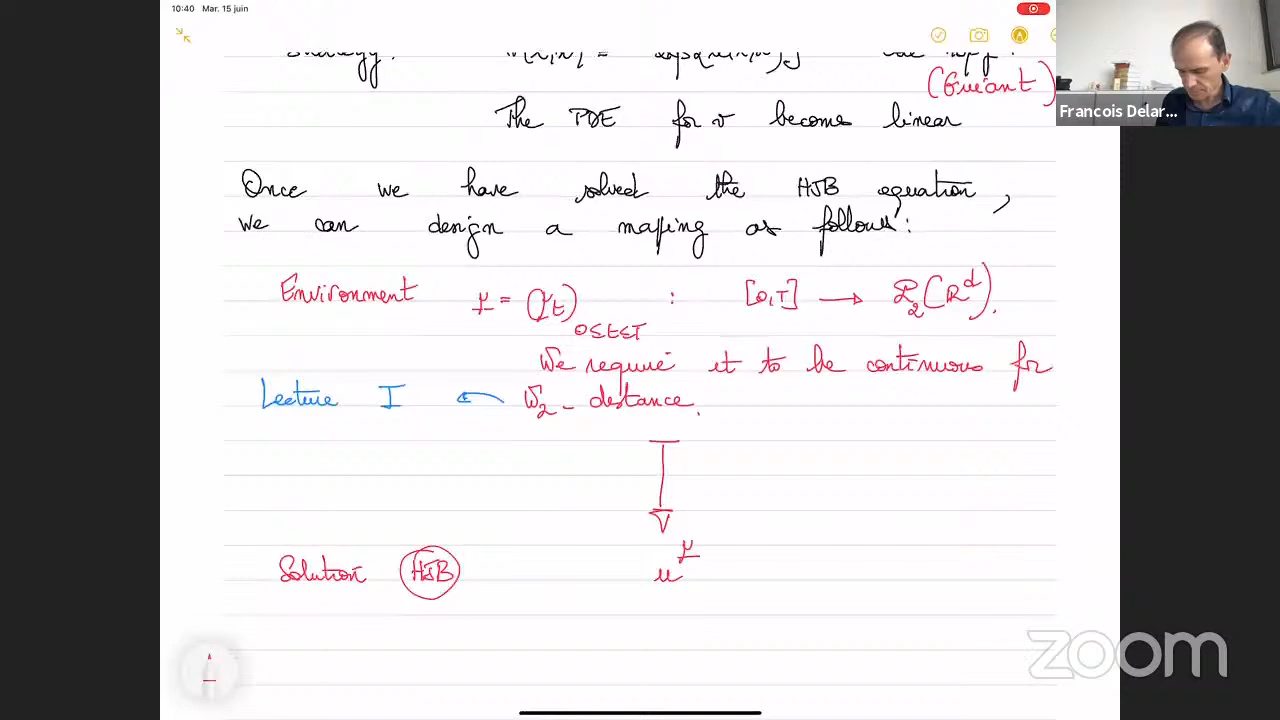 10:40 Mar. 15 juin
strategy.
(Guéant)
Francois Delar...
The PDE for v becomes linear
Once we have solved the HJB equation,
we can design a mapping as follows:
Environment μ = (μt) 0≤t≤T : [0,T] → P₂(Rᵈ).
We require it to be continuous for
Lecture I ← W₂ - distance.
Solution HJB u^μ
zoom